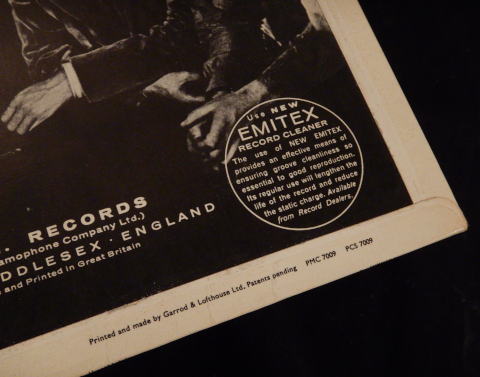 Use NEW
EMITEX
RECORD CLEANER
The use of NEW EMITEX
provides an effective means of
ensuring groove cleanliness so
essential to good reproduction.
Its regular use will lengthen the
life of the record and reduce
the static charge. Available
from Record Dealers.
. RECORDS
amophone Company Ltd.)
DDLESEX · ENGLAND
and Printed in Great Britain
Printed and made by Garrod & Lofthouse Ltd. Patents pending PMC 7009 PCS 7009